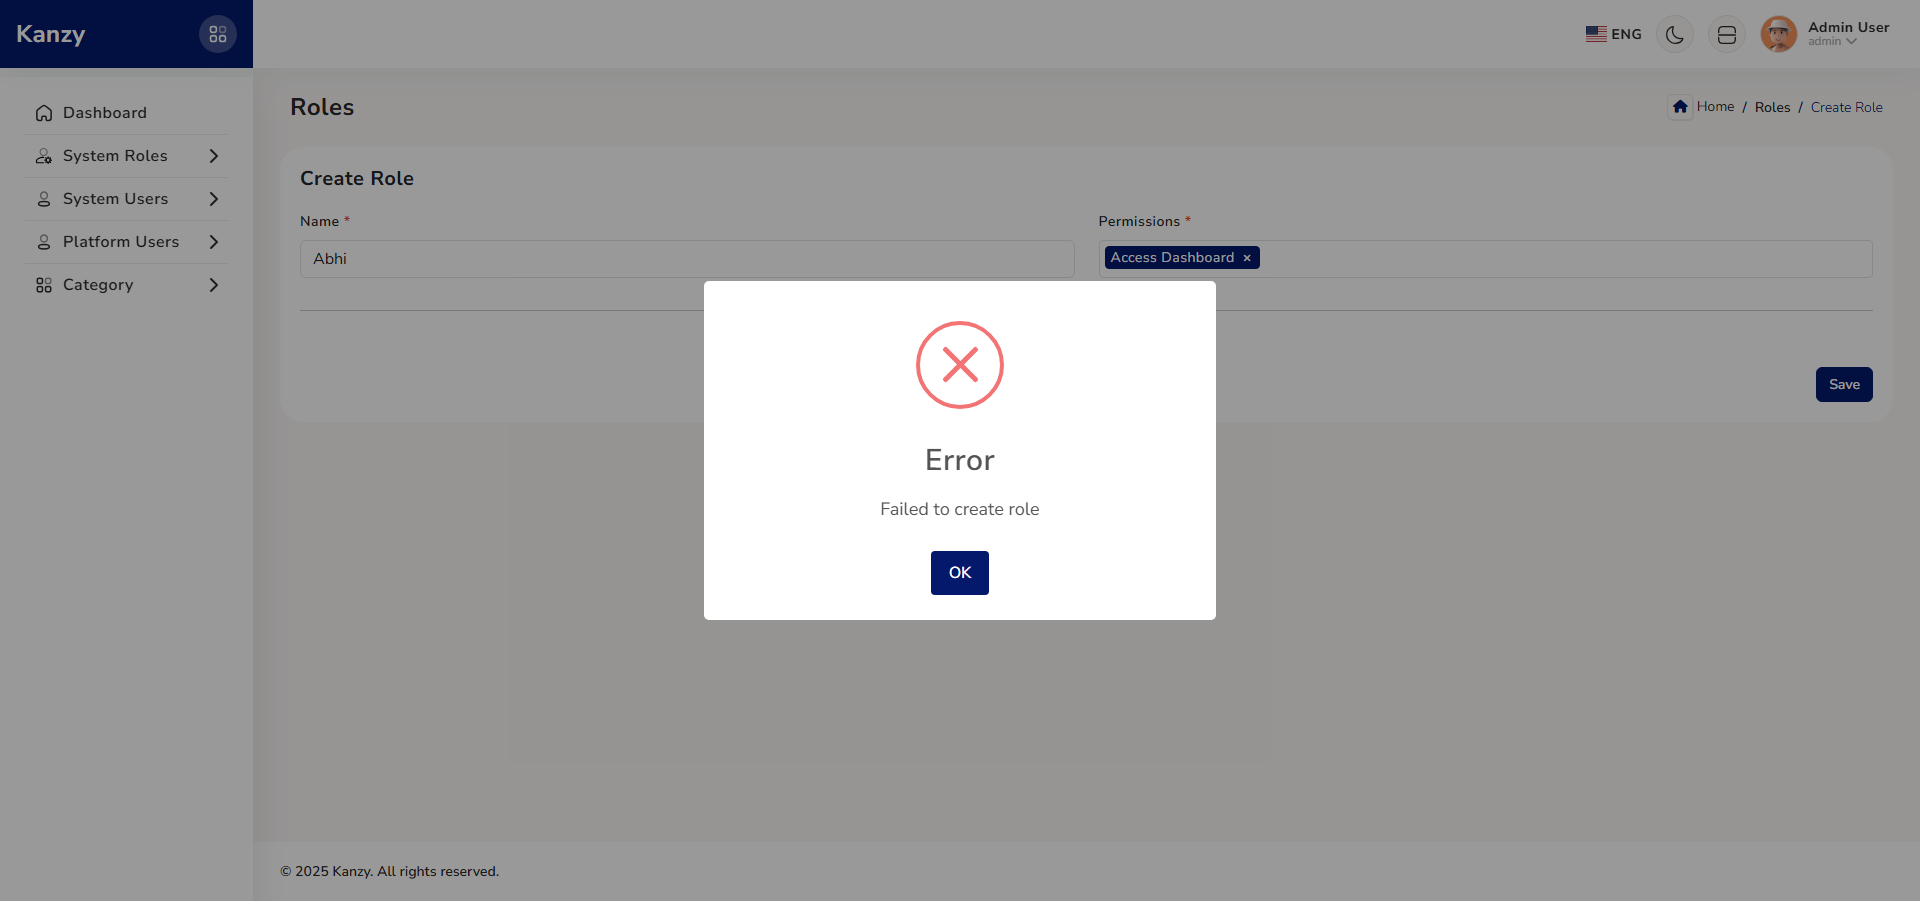 Kanzy
ENG
Admin User
admin
Dashboard
System Roles
System Users
Platform Users
Category
Roles
Home / Roles / Create Role
Create Role
Name *
Permissions *
Abhi
Access Dashboard ×
Save
Error
Failed to create role
OK
© 2025 Kanzy. All rights reserved.